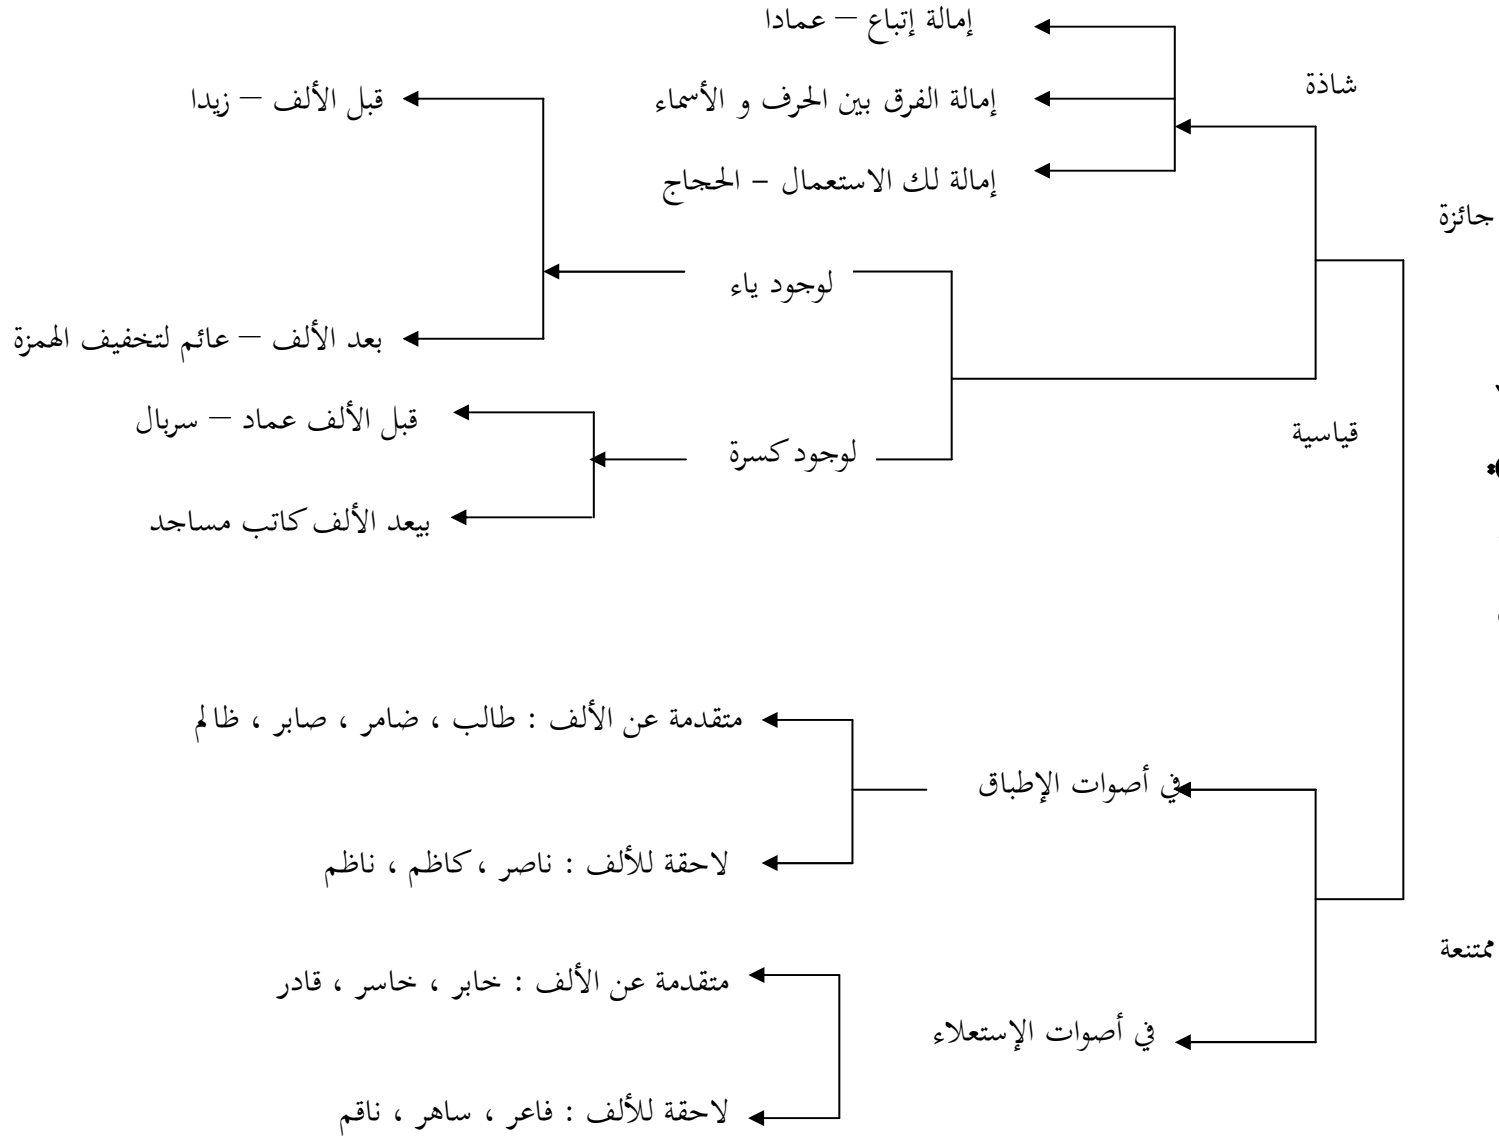 إمالة إتباع – عمادا
شاذة
قبل الألف – زيدا
إمالة الفرق بين الحرف و الأسماء
إمالة لك الاستعمال – الحجاج
جائزة
لوجود ياء
بعد الألف – عائم لتخفيف الهمزة
قبل الألف عماد – سربال
قياسية
لوجود كسرة
بيعد الألف كاتب مساجد
متقدمة عن الألف : طالب ، ضامر ، صابر ، ظالم
في أصوات الإطباق
لاحقة للألف : ناصر ، كاظم ، ناظم
ممتنعة
متقدمة عن الألف : خابر ، خاسر ، قادر
في أصوات الإستعلاء
لاحقة للألف : فاعر ، ساهر ، ناقم